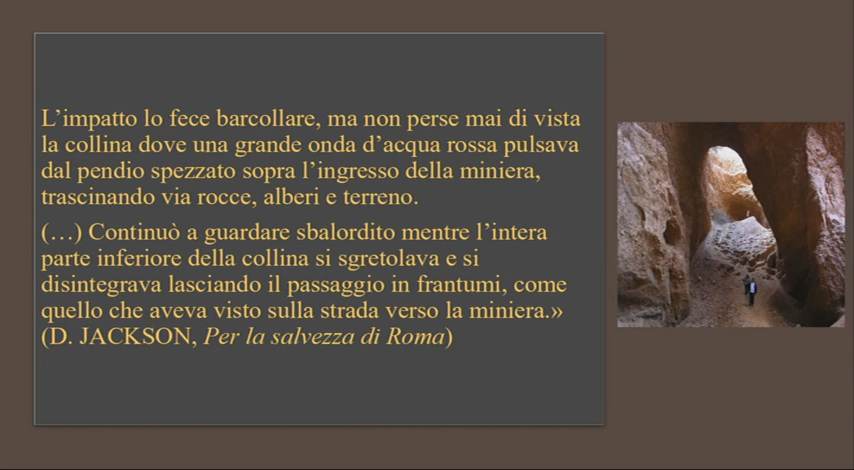 L’impatto lo fece barcollare, ma non perse mai di vista
la collina dove una grande onda d’acqua rossa pulsava
dal pendio spezzato sopra l’ingresso della miniera,
trascinando via rocce, alberi e terreno.
(…) Continuò a guardare sbalordito mentre l’intera
parte inferiore della collina si sgretolava e si
disintegrava lasciando il passaggio in frantumi, come
quello che aveva visto sulla strada verso la miniera.»
(D. JACKSON, Per la salvezza di Roma)